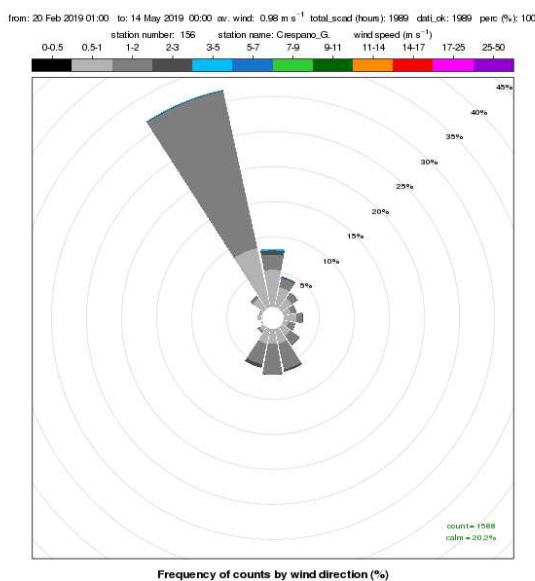 from: 20 Feb 2019 01:00 to: 14 May 2019 00:00 av. wind: 0.98 m s⁻¹ total_scad (hours): 1989 dati_ok: 1989 perc (%): 100
station number: 156 station name: Crespano_G. wind speed (m s⁻¹)
0-0.5 0.5-1 1-2 2-3 3-5 5-7 7-9 9-11 11-14 14-17 17-25 25-50
45%
40%
35%
30%
25%
20%
15%
10%
5%
count = 1588
calm = 20.2%
Frequency of counts by wind direction (%)